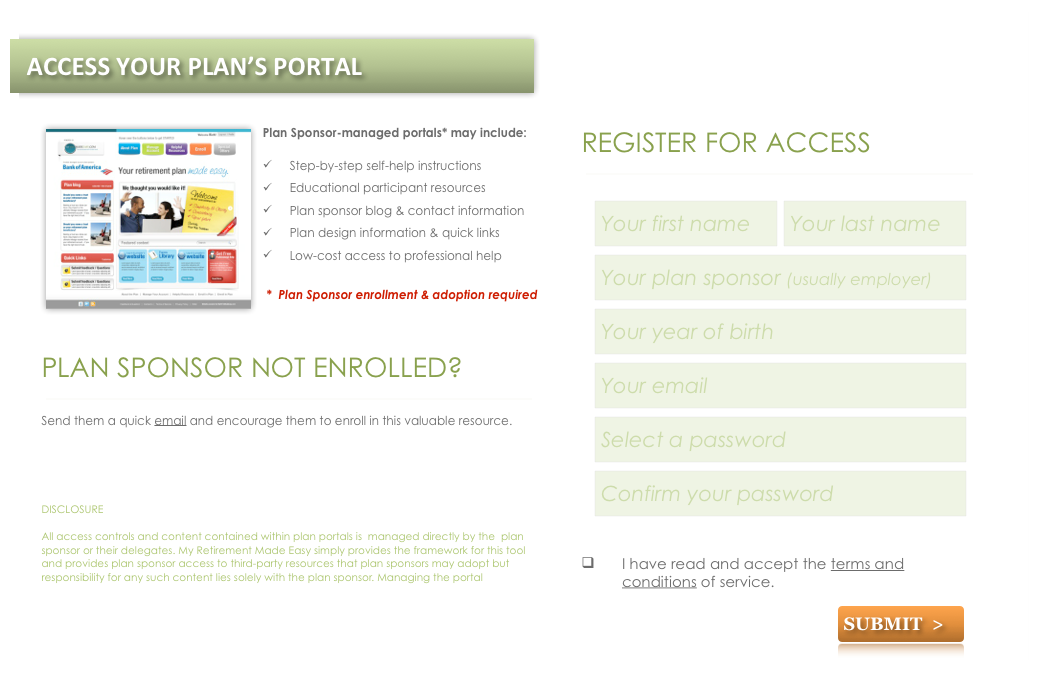 ACCESS YOUR PLAN'S PORTAL
Plan Sponsor-managed portals* may include:
✓ Step-by-step self-help instructions
✓ Educational participant resources
✓ Plan sponsor blog & contact information
✓ Plan design information & quick links
✓ Low-cost access to professional help
* Plan Sponsor enrollment & adoption required
Bank of America
Your retirement plan made easy.
We thought you would like it!
Welcome
PLAN SPONSOR NOT ENROLLED?
Send them a quick email and encourage them to enroll in this valuable resource.
DISCLOSURE
All access controls and content contained within plan portals is managed directly by the plan
sponsor or their delegates. My Retirement Made Easy simply provides the framework for this tool
and provides plan sponsor access to third-party resources that plan sponsors may adopt but
responsibility for any such content lies solely with the plan sponsor. Managing the portal
REGISTER FOR ACCESS
Your first name
Your last name
Your plan sponsor (usually employer)
Your year of birth
Your email
Select a password
Confirm your password
I have read and accept the terms and
conditions of service.
SUBMIT >